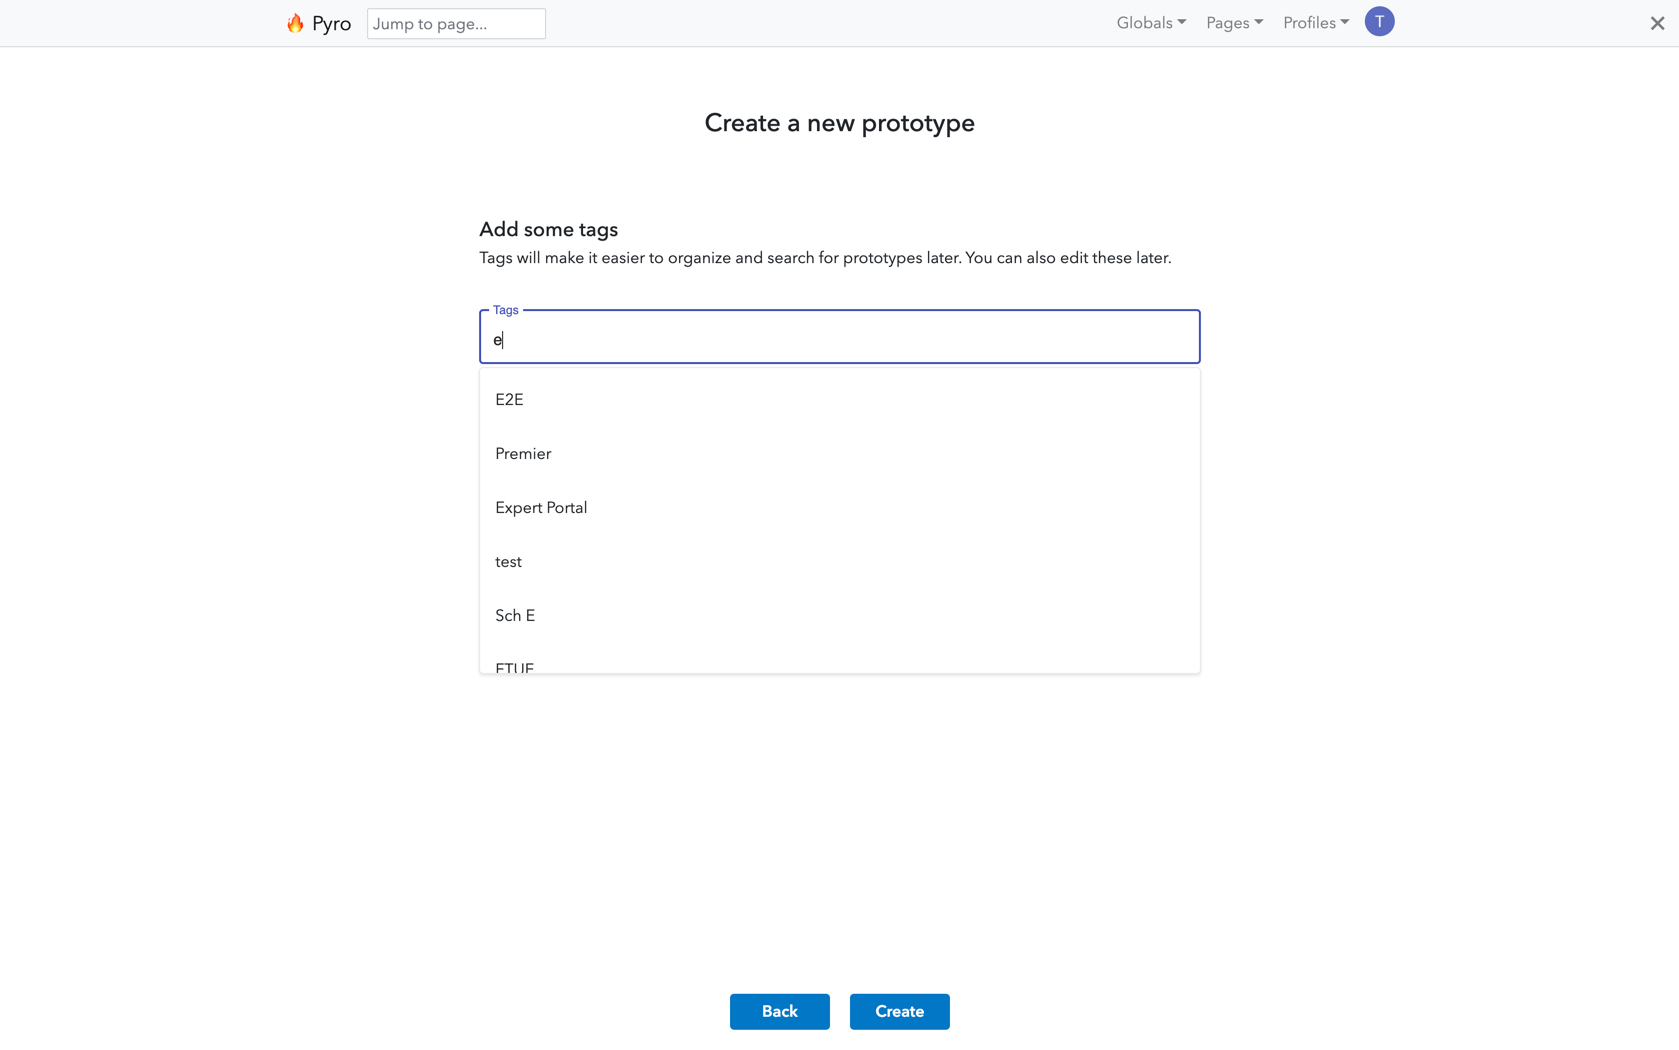 Pyro
Jump to page...
Globals
Pages
Profiles
T
Create a new prototype
Add some tags
Tags will make it easier to organize and search for prototypes later. You can also edit these later.
Tags
e
E2E
Premier
Expert Portal
test
Sch E
Back
Create